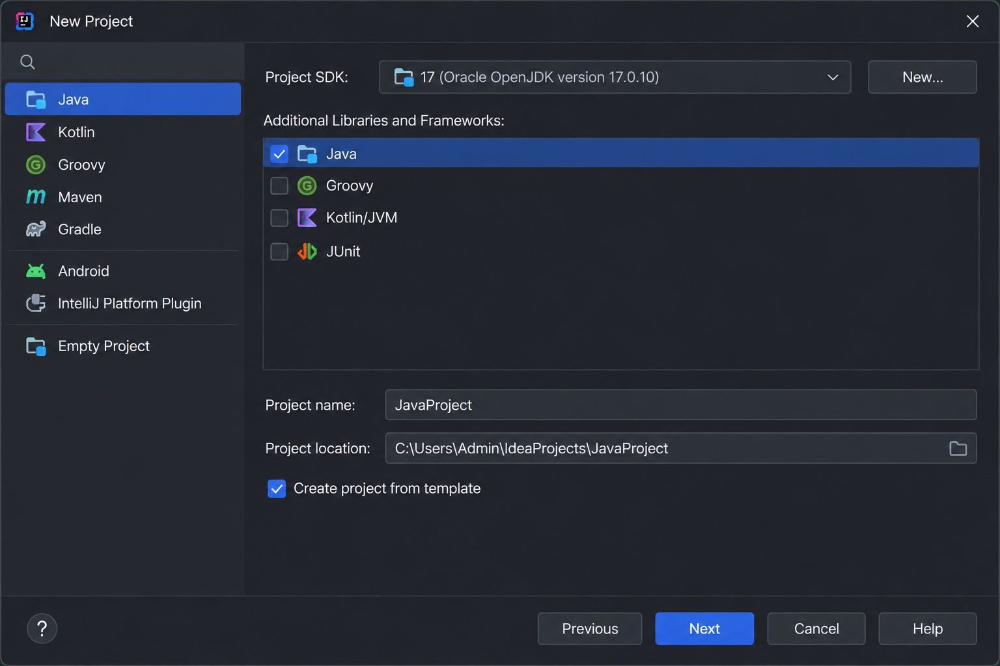 New Project
Java
Kotlin
Groovy
Maven
Gradle
Android
IntelliJ Platform Plugin
Empty Project
Project SDK: 17 (Oracle OpenJDK version 17.0.10) New...
Additional Libraries and Frameworks:
Java
Groovy
Kotlin/JVM
JUnit
Project name: JavaProject
Project location: C:\Users\Admin\IdeaProjects\JavaProject
Create project from template
? Previous Next Cancel Help